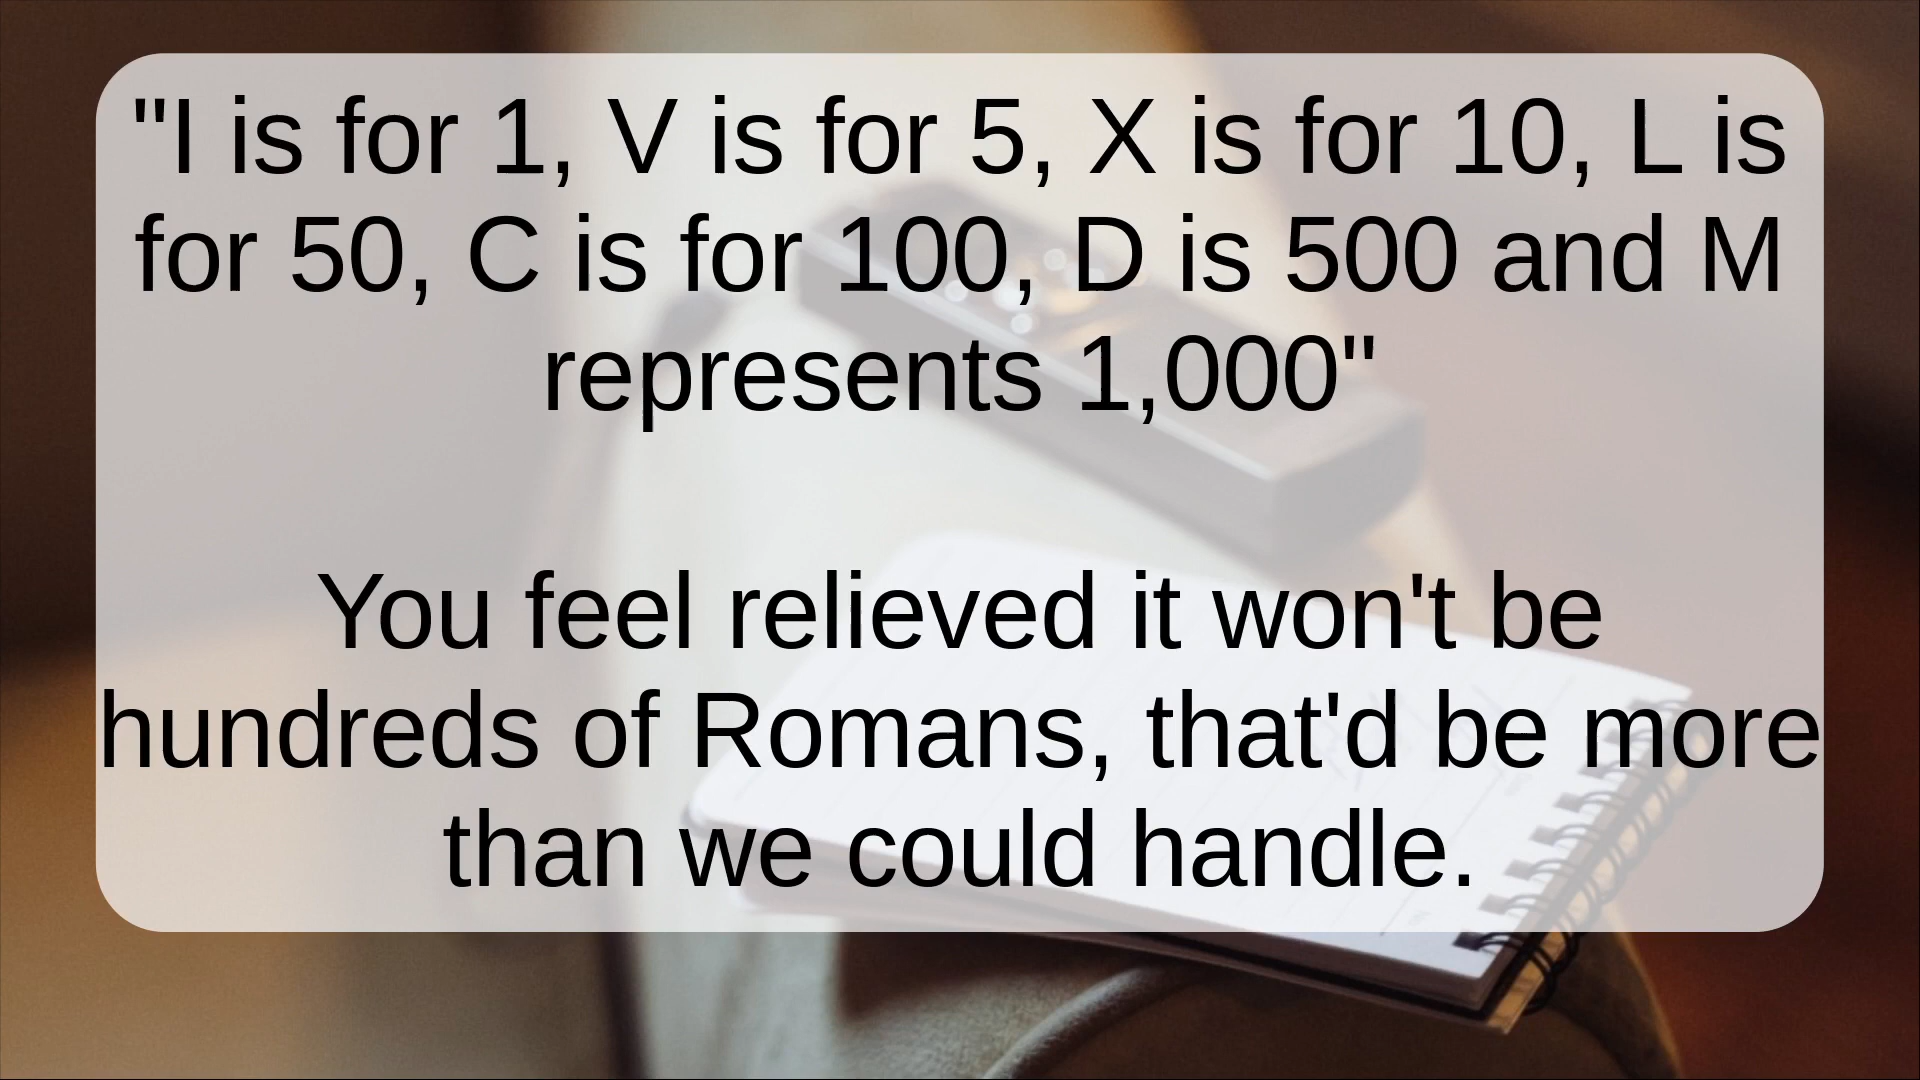 "I is for 1, V is for 5, X is for 10, L is
for 50, C is for 100, D is 500 and M
represents 1,000"
You feel relieved it won't be
hundreds of Romans, that'd be more
than we could handle.